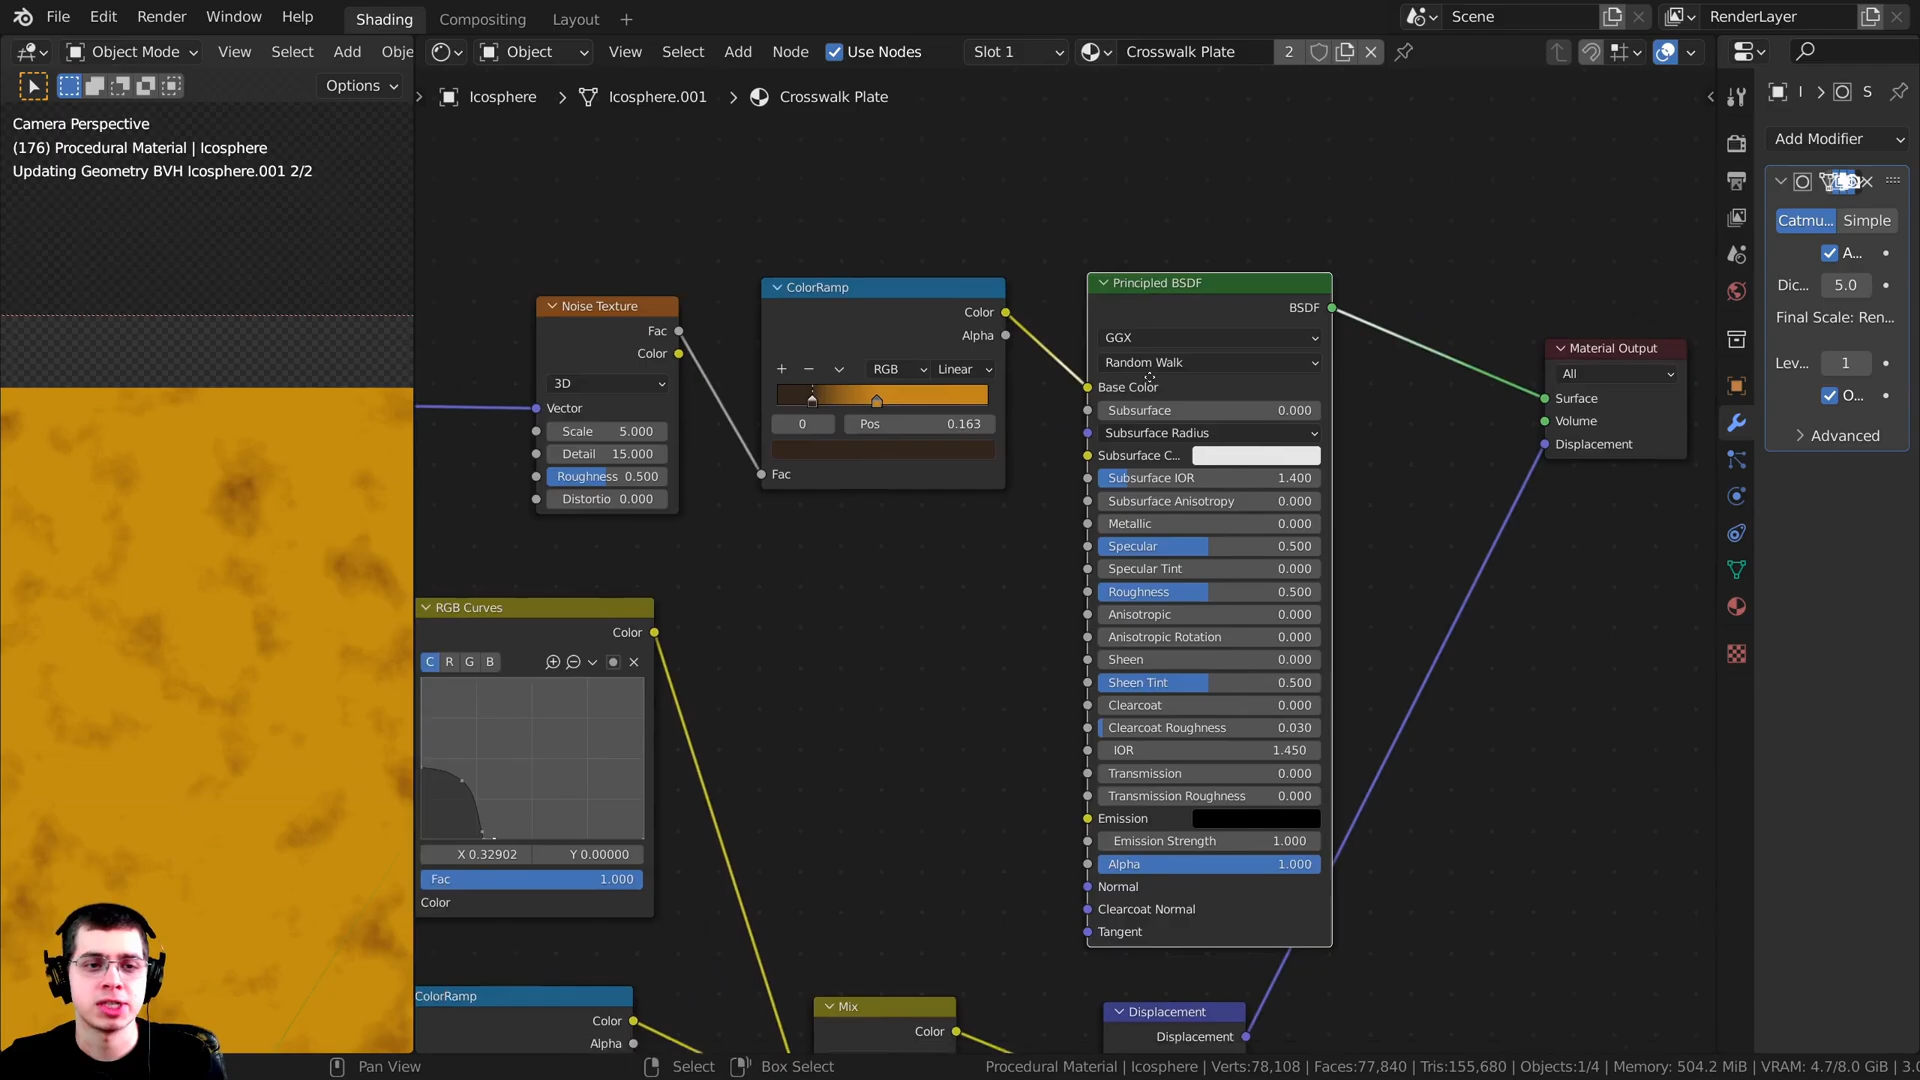 File Edit Render Window Help Shading Compositing Layout + Scene RenderLayer
Object Mode View Select Add Obje Object View Select Add Node Use Nodes Slot 1 Crosswalk Plate 2
Options Icosphere > Icosphere.001 > Crosswalk Plate I > S
Camera Perspective
(176) Procedural Material | Icosphere
Updating Geometry BVH Icosphere.001 2/2
Noise Texture
Fac
Color
3D
Vector
Scale 5.000
Detail 15.000
Roughness 0.500
Distortio 0.000
ColorRamp
Color
Alpha
RGB Linear
0 Pos 0.163
Fac
Principled BSDF
BSDF
GGX
Random Walk
Base Color
Subsurface 0.000
Subsurface Radius
Subsurface C...
Subsurface IOR 1.400
Subsurface Anisotropy 0.000
Metallic 0.000
Specular 0.500
Specular Tint 0.000
Roughness 0.500
Anisotropic 0.000
Anisotropic Rotation 0.000
Sheen 0.000
Sheen Tint 0.500
Clearcoat 0.000
Clearcoat Roughness 0.030
IOR 1.450
Transmission 0.000
Transmission Roughness 0.000
Emission
Emission Strength 1.000
Alpha 1.000
Normal
Clearcoat Normal
Tangent
Material Output
All
Surface
Volume
Displacement
Add Modifier
Catmu... Simple
A...
Dic... 5.0
Final Scale: Ren...
Lev... 1
O...
Advanced
RGB Curves
Color
C R G B
X 0.32902 Y 0.00000
Fac 1.000
Color
ColorRamp
Color
Alpha
Mix
Color
Displacement
Displacement
Pan View Select Box Select Procedural Material | Icosphere | Verts:78,108 | Faces:77,840 | Tris:155,680 | Objects:1/4 | Memory: 504.2 MiB | VRAM: 4.7/8.0 GiB | 3.0